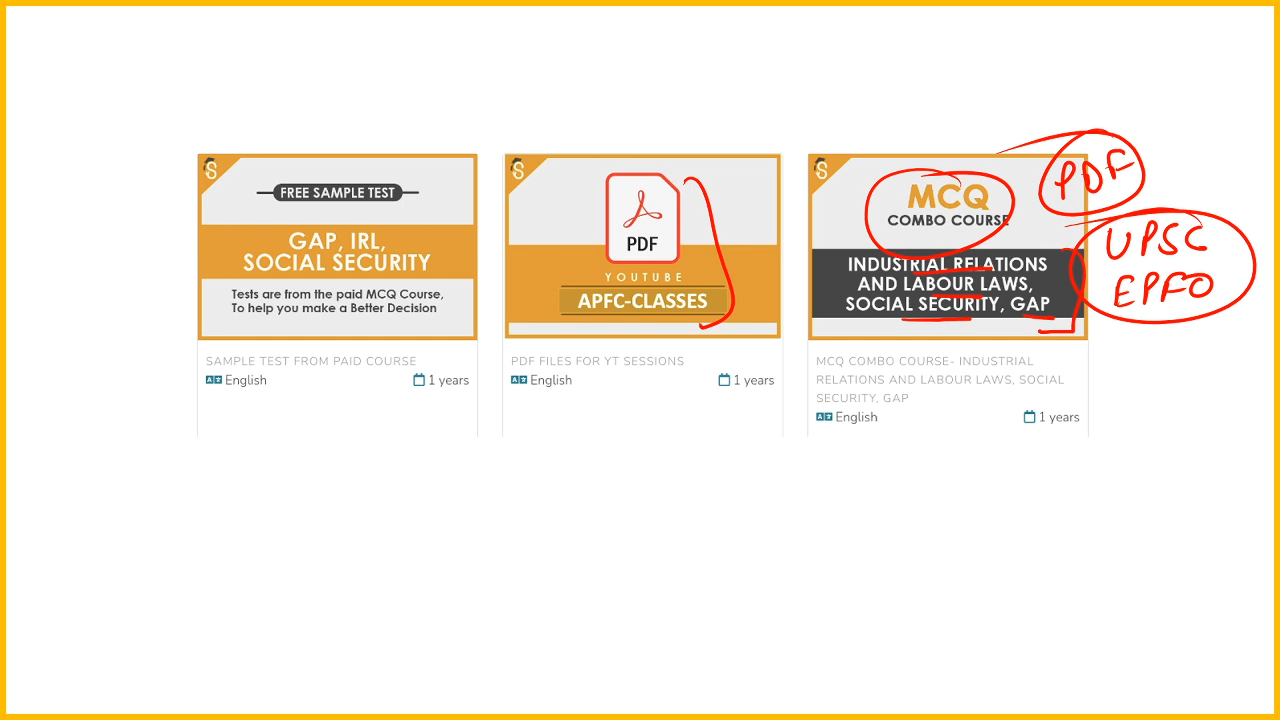 FREE SAMPLE TEST
GAP, IRL,
SOCIAL SECURITY
Tests are from the paid MCQ Course,
To help you make a Better Decision
SAMPLE TEST FROM PAID COURSE
English
1 years
PDF
YOUTUBE
APFC-CLASSES
PDF FILES FOR YT SESSIONS
English
1 years
MCQ
COMBO COURSE
INDUSTRIAL RELATIONS
AND LABOUR LAWS,
SOCIAL SECURITY, GAP
MCQ COMBO COURSE- INDUSTRIAL
RELATIONS AND LABOUR LAWS, SOCIAL
SECURITY, GAP
English
1 years
PDF
UPSC
EPFO